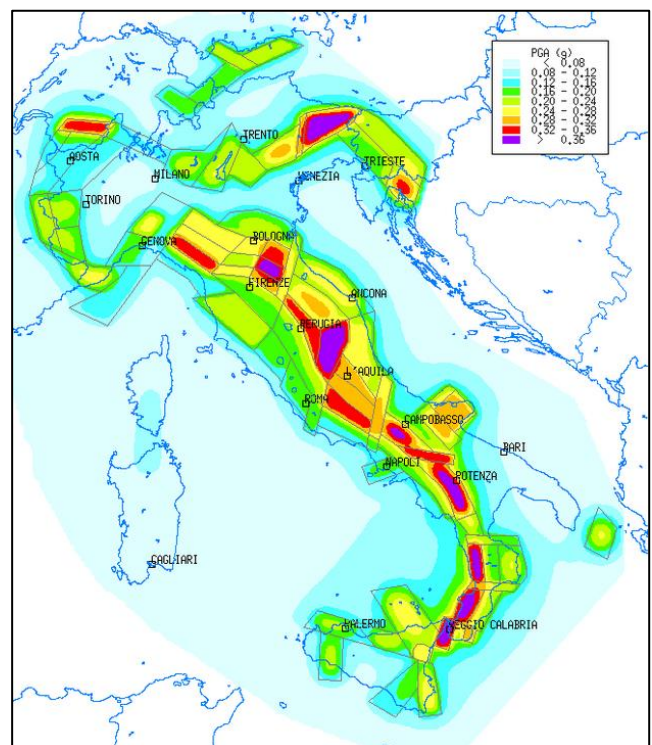 PGA (g)
< 0.08
0.08 - 0.12
0.12 - 0.16
0.16 - 0.20
0.20 - 0.24
0.24 - 0.28
0.28 - 0.32
0.32 - 0.36
> 0.36
TRENTO
AOSTA
TRIESTE
MILANO
VENEZIA
TORINO
BOLOGNA
GENOVA
FIRENZE
ANCONA
PERUGIA
L'AQUILA
ROMA
CAMPOBASSO
BARI
NAPOLI
POTENZA
CAGLIARI
PALERMO
REGGIO CALABRIA